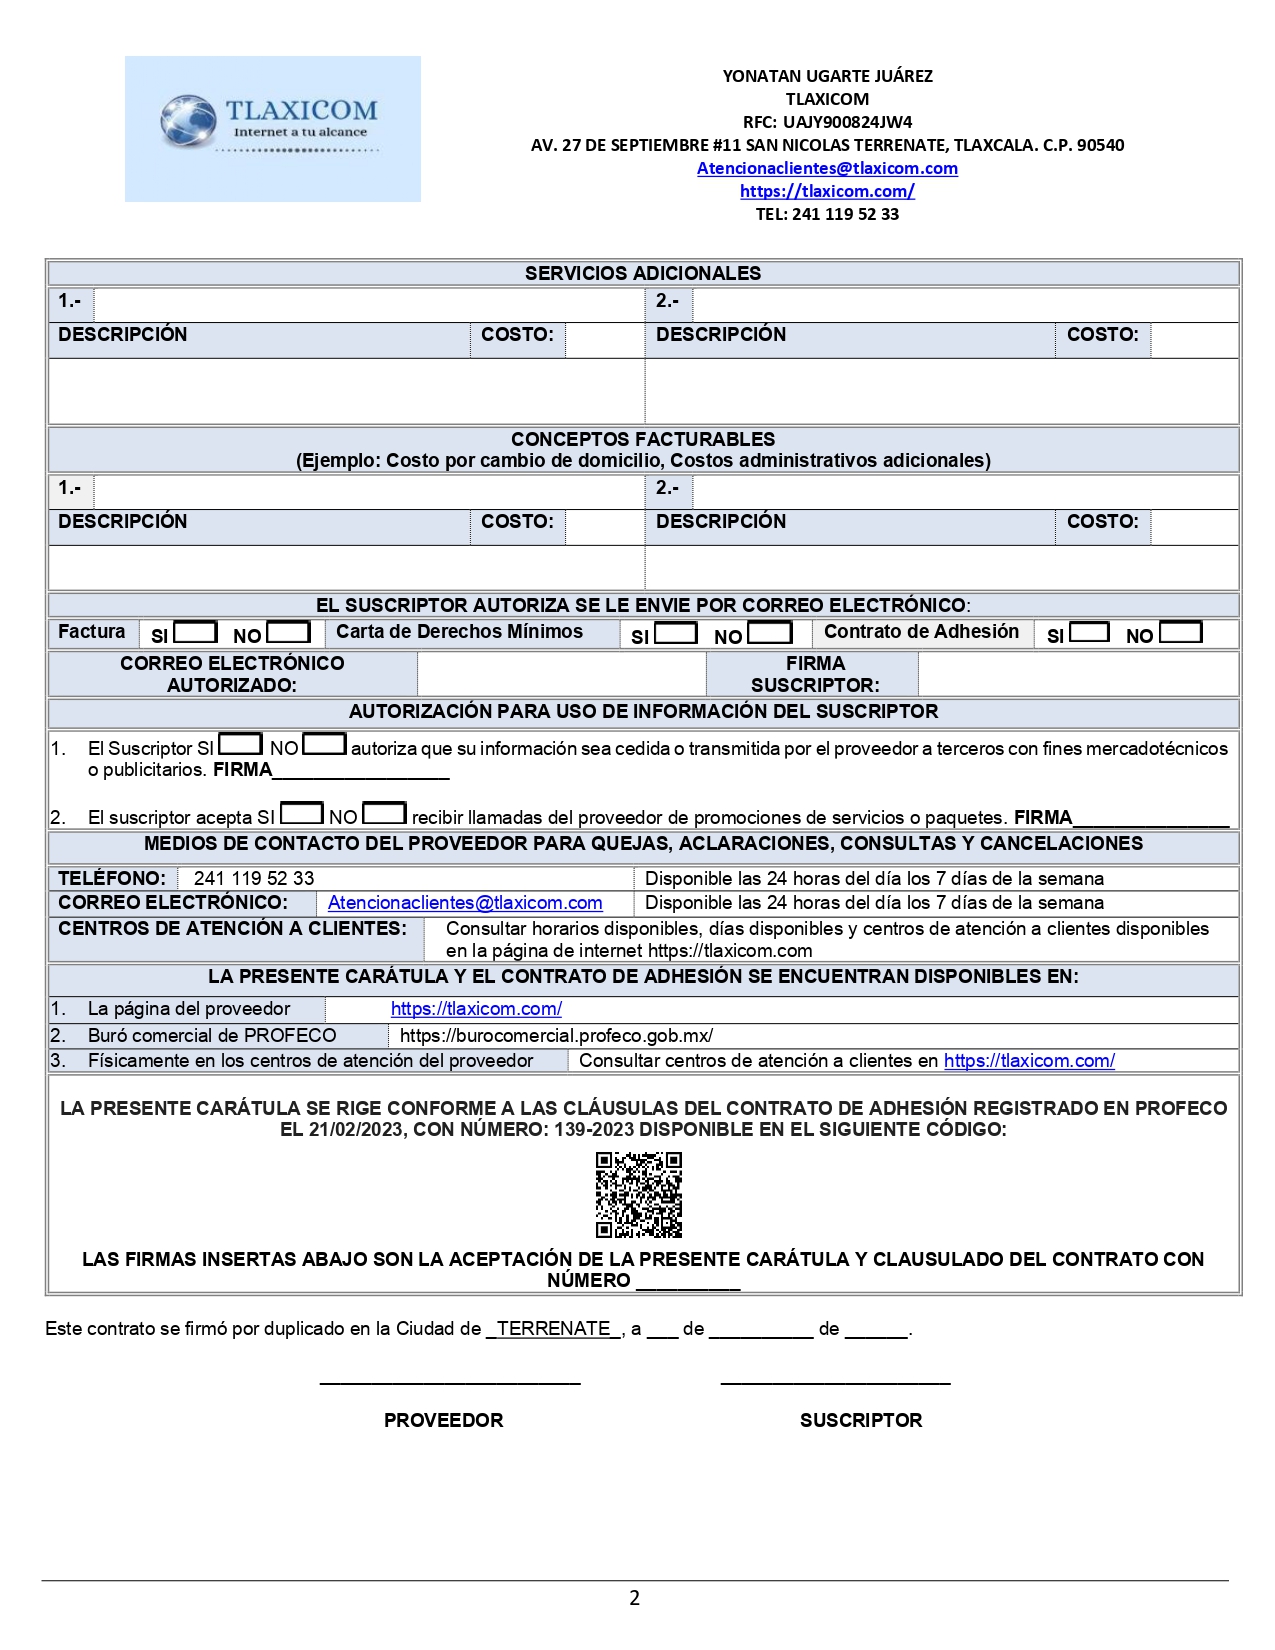 TLAXICOM
Internet a tu alcance
YONATAN UGARTE JUÁREZ
TLAXICOM
RFC: UAJY900824JW4
AV. 27 DE SEPTIEMBRE #11 SAN NICOLAS TERRENATE, TLAXCALA. C.P. 90540
Atencionaclientes@tlaxicom.com
https://tlaxicom.com/
TEL: 241 119 52 33
SERVICIOS ADICIONALES
1.- 2.-
DESCRIPCIÓN COSTO: DESCRIPCIÓN COSTO:
CONCEPTOS FACTURABLES
(Ejemplo: Costo por cambio de domicilio, Costos administrativos adicionales)
1.- 2.-
DESCRIPCIÓN COSTO: DESCRIPCIÓN COSTO:
EL SUSCRIPTOR AUTORIZA SE LE ENVIE POR CORREO ELECTRÓNICO:
Factura SI NO Carta de Derechos Mínimos SI NO Contrato de Adhesión SI NO
CORREO ELECTRÓNICO
AUTORIZADO:
FIRMA
SUSCRIPTOR:
AUTORIZACIÓN PARA USO DE INFORMACIÓN DEL SUSCRIPTOR
1. El Suscriptor SI NO autoriza que su información sea cedida o transmitida por el proveedor a terceros con fines mercadotécnicos
o publicitarios. FIRMA_________________
2. El suscriptor acepta SI NO recibir llamadas del proveedor de promociones de servicios o paquetes. FIRMA_______________
MEDIOS DE CONTACTO DEL PROVEEDOR PARA QUEJAS, ACLARACIONES, CONSULTAS Y CANCELACIONES
TELÉFONO: 241 119 52 33 Disponible las 24 horas del día los 7 días de la semana
CORREO ELECTRÓNICO: Atencionaclientes@tlaxicom.com Disponible las 24 horas del día los 7 días de la semana
CENTROS DE ATENCIÓN A CLIENTES: Consultar horarios disponibles, días disponibles y centros de atención a clientes disponibles
en la página de internet https://tlaxicom.com
LA PRESENTE CARÁTULA Y EL CONTRATO DE ADHESIÓN SE ENCUENTRAN DISPONIBLES EN:
1. La página del proveedor https://tlaxicom.com/
2. Buró comercial de PROFECO https://burocomercial.profeco.gob.mx/
3. Físicamente en los centros de atención del proveedor Consultar centros de atención a clientes en https://tlaxicom.com/
LA PRESENTE CARÁTULA SE RIGE CONFORME A LAS CLÁUSULAS DEL CONTRATO DE ADHESIÓN REGISTRADO EN PROFECO
EL 21/02/2023, CON NÚMERO: 139-2023 DISPONIBLE EN EL SIGUIENTE CÓDIGO:
LAS FIRMAS INSERTAS ABAJO SON LA ACEPTACIÓN DE LA PRESENTE CARÁTULA Y CLAUSULADO DEL CONTRATO CON
NÚMERO __________
Este contrato se firmó por duplicado en la Ciudad de _TERRENATE_, a ___ de __________ de ______.
_________________________ ______________________
PROVEEDOR SUSCRIPTOR
2